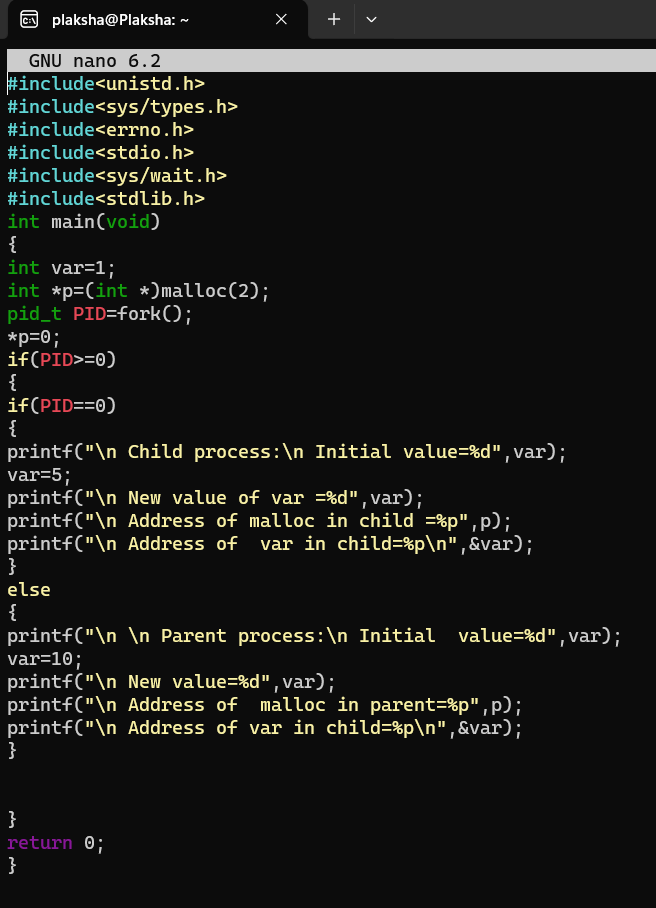 plaksha@Plaksha: ~
GNU nano 6.2
#include<unistd.h>
#include<sys/types.h>
#include<errno.h>
#include<stdio.h>
#include<sys/wait.h>
#include<stdlib.h>
int main(void)
{
int var=1;
int *p=(int *)malloc(2);
pid_t PID=fork();
*p=0;
if(PID>=0)
{
if(PID==0)
{
printf("\n Child process:\n Initial value=%d",var);
var=5;
printf("\n New value of var =%d",var);
printf("\n Address of malloc in child =%p",p);
printf("\n Address of  var in child=%p\n",&var);
}
else
{
printf("\n \n Parent process:\n Initial  value=%d",var);
var=10;
printf("\n New value=%d",var);
printf("\n Address of  malloc in parent=%p",p);
printf("\n Address of var in child=%p\n",&var);
}
}
return 0;
}